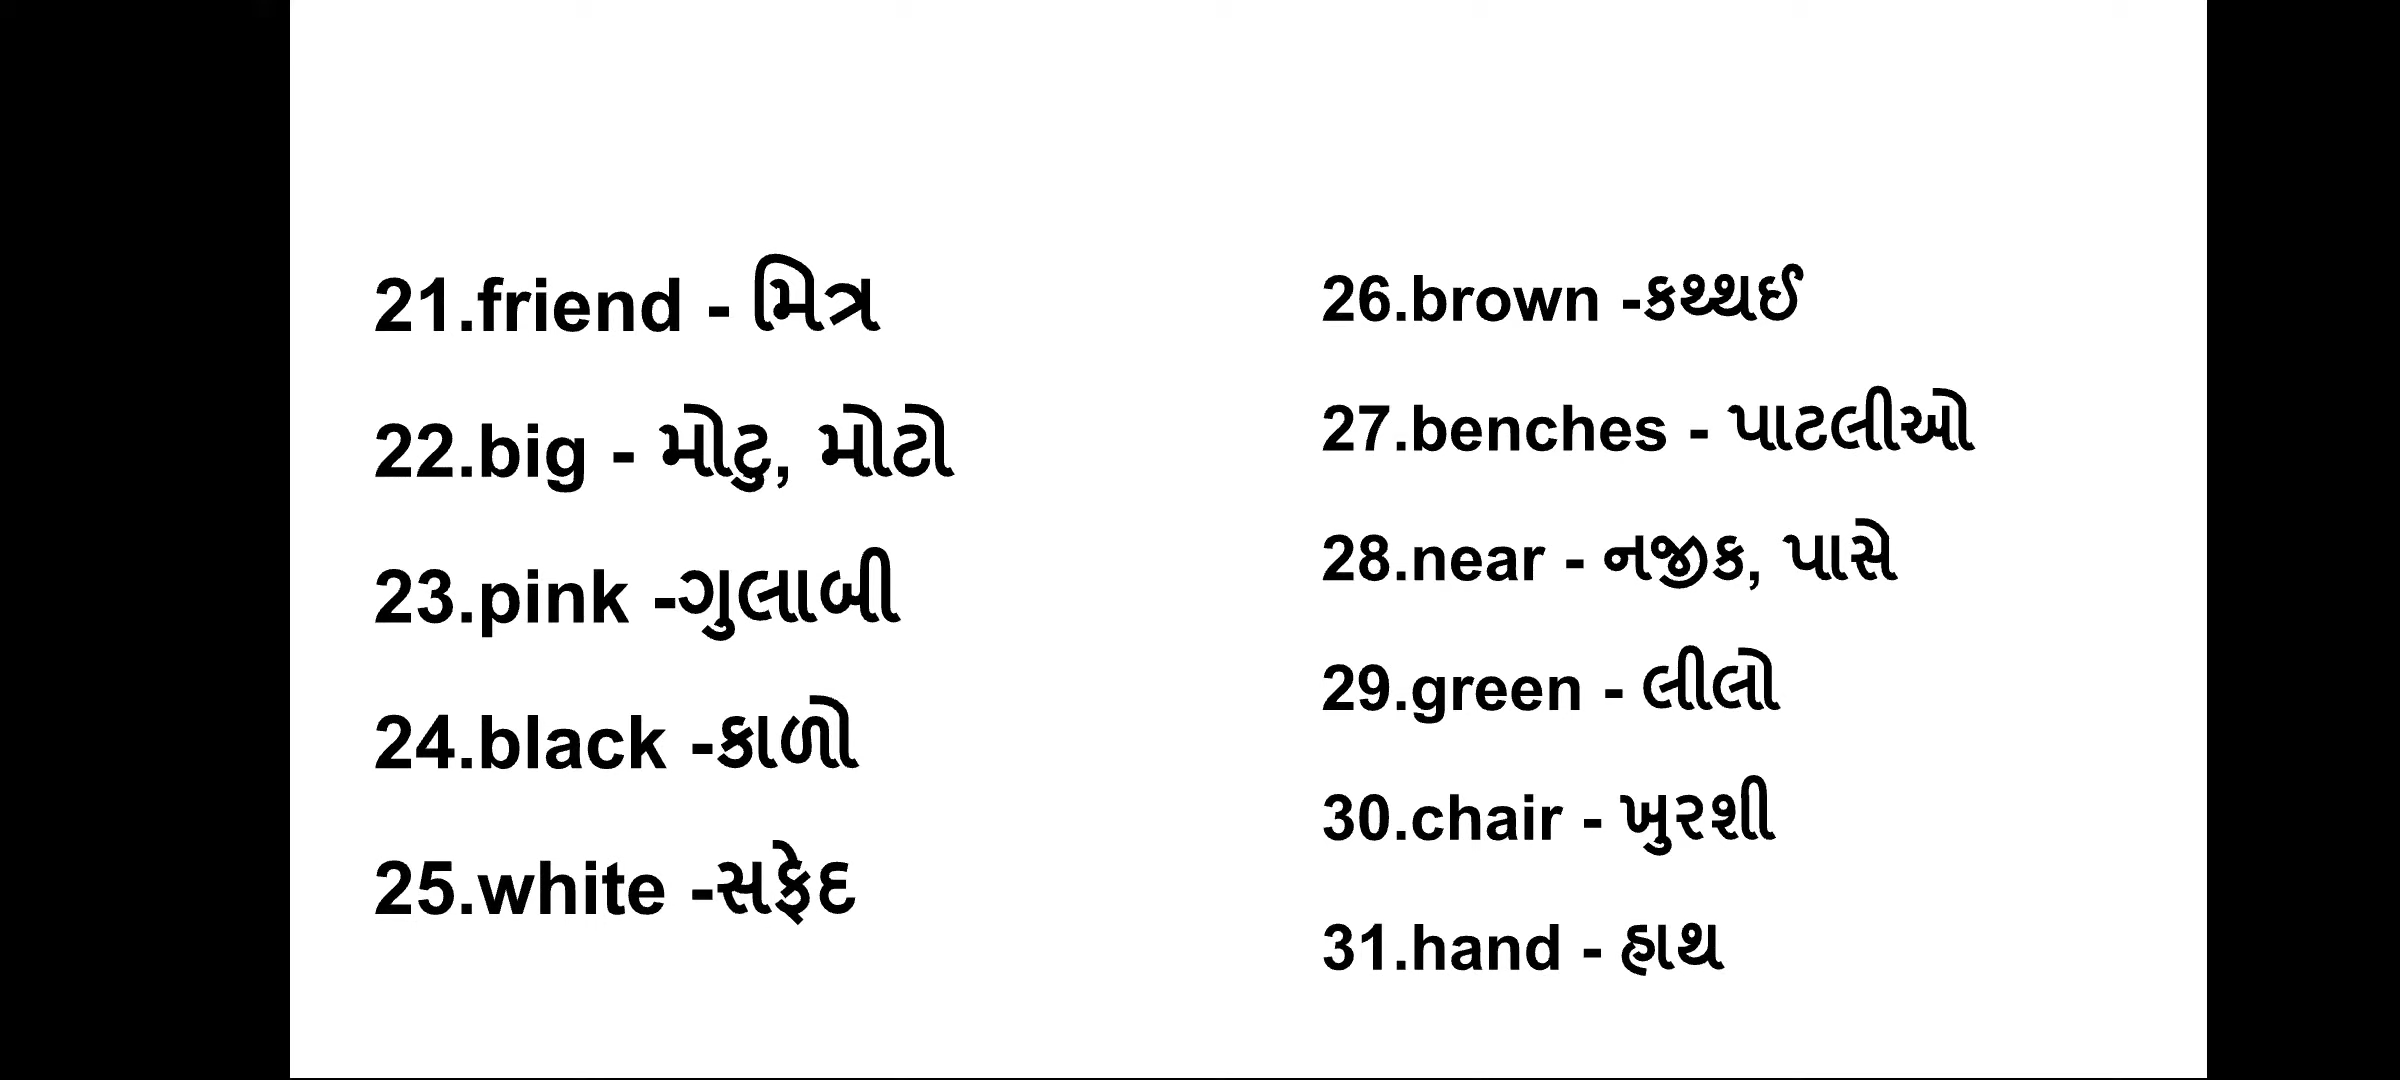 21.friend - મિત્ર
22.big - મોટુ, મોટો
23.pink -ગુલાબી
24.black -કાળો
25.white -સફેદ
26.brown -કથ્થઈ
27.benches - પાટલીઓ
28.near - નજીક, પાસે
29.green - લીલો
30.chair - ખુરશી
31.hand - હાથ